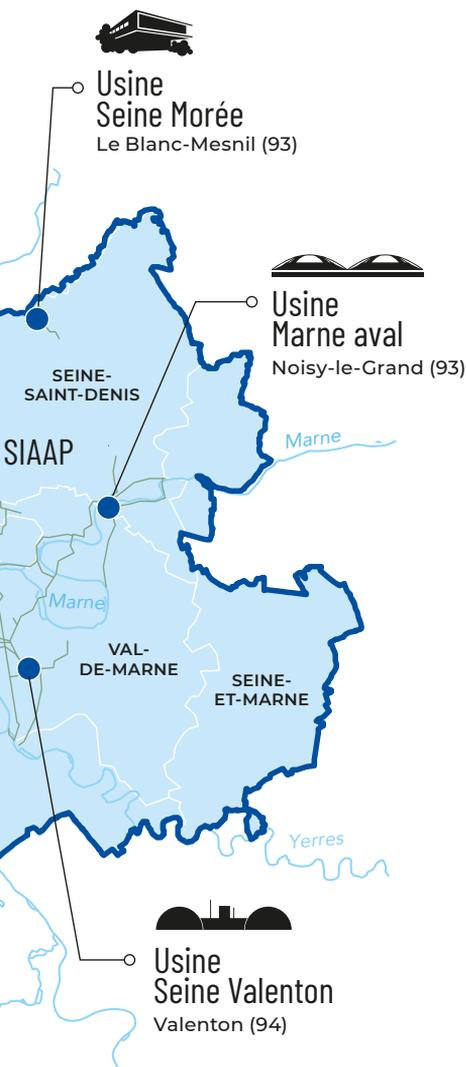 Usine
Seine Morée
Le Blanc-Mesnil (93)
Usine
Marne aval
Noisy-le-Grand (93)
SEINE-
SAINT-DENIS
SIAAP
Marne
Marne
VAL-
DE-MARNE
SEINE-
ET-MARNE
Yerres
Usine
Seine Valenton
Valenton (94)